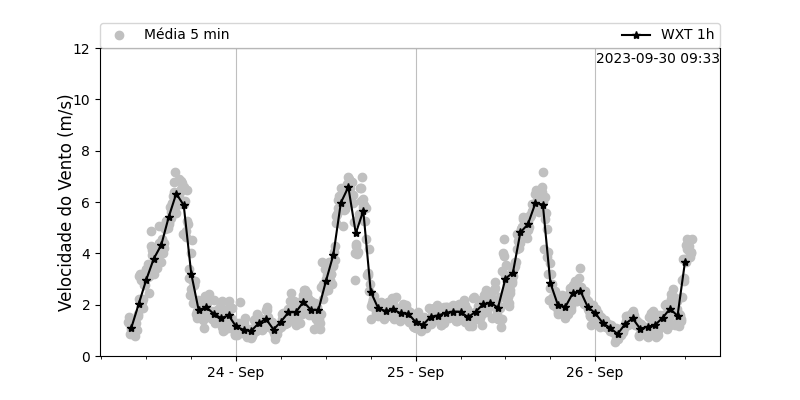 Média 5 min
WXT 1h
2023-09-30 09:33
Velocidade do Vento (m/s)
12
10
8
6
4
2
0
24 - Sep
25 - Sep
26 - Sep